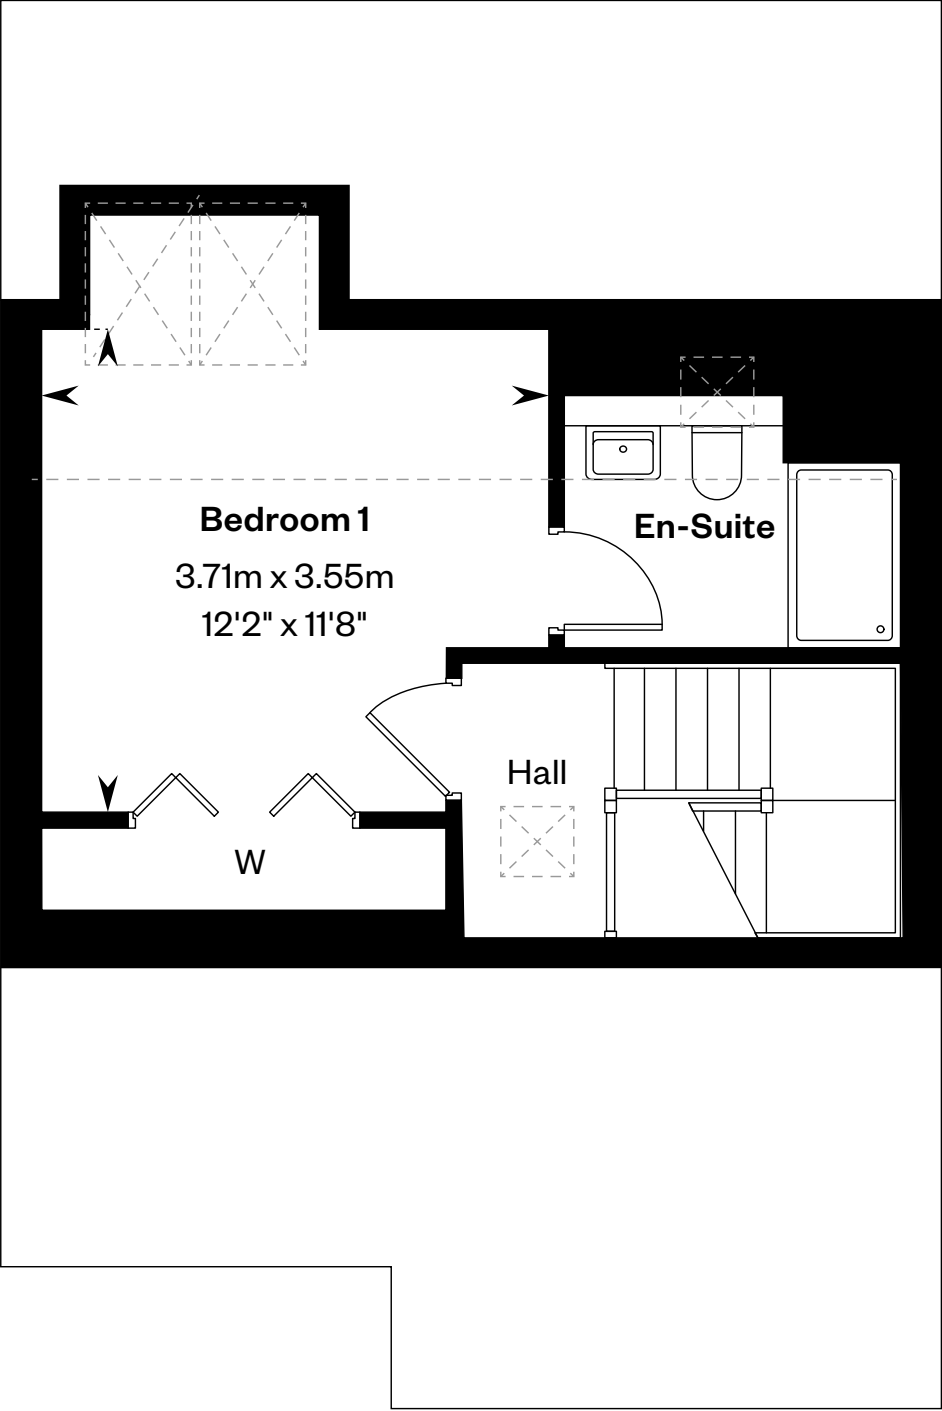 Bedroom 1
3.71m x 3.55m
12'2" x 11'8"
En-Suite
Hall
W